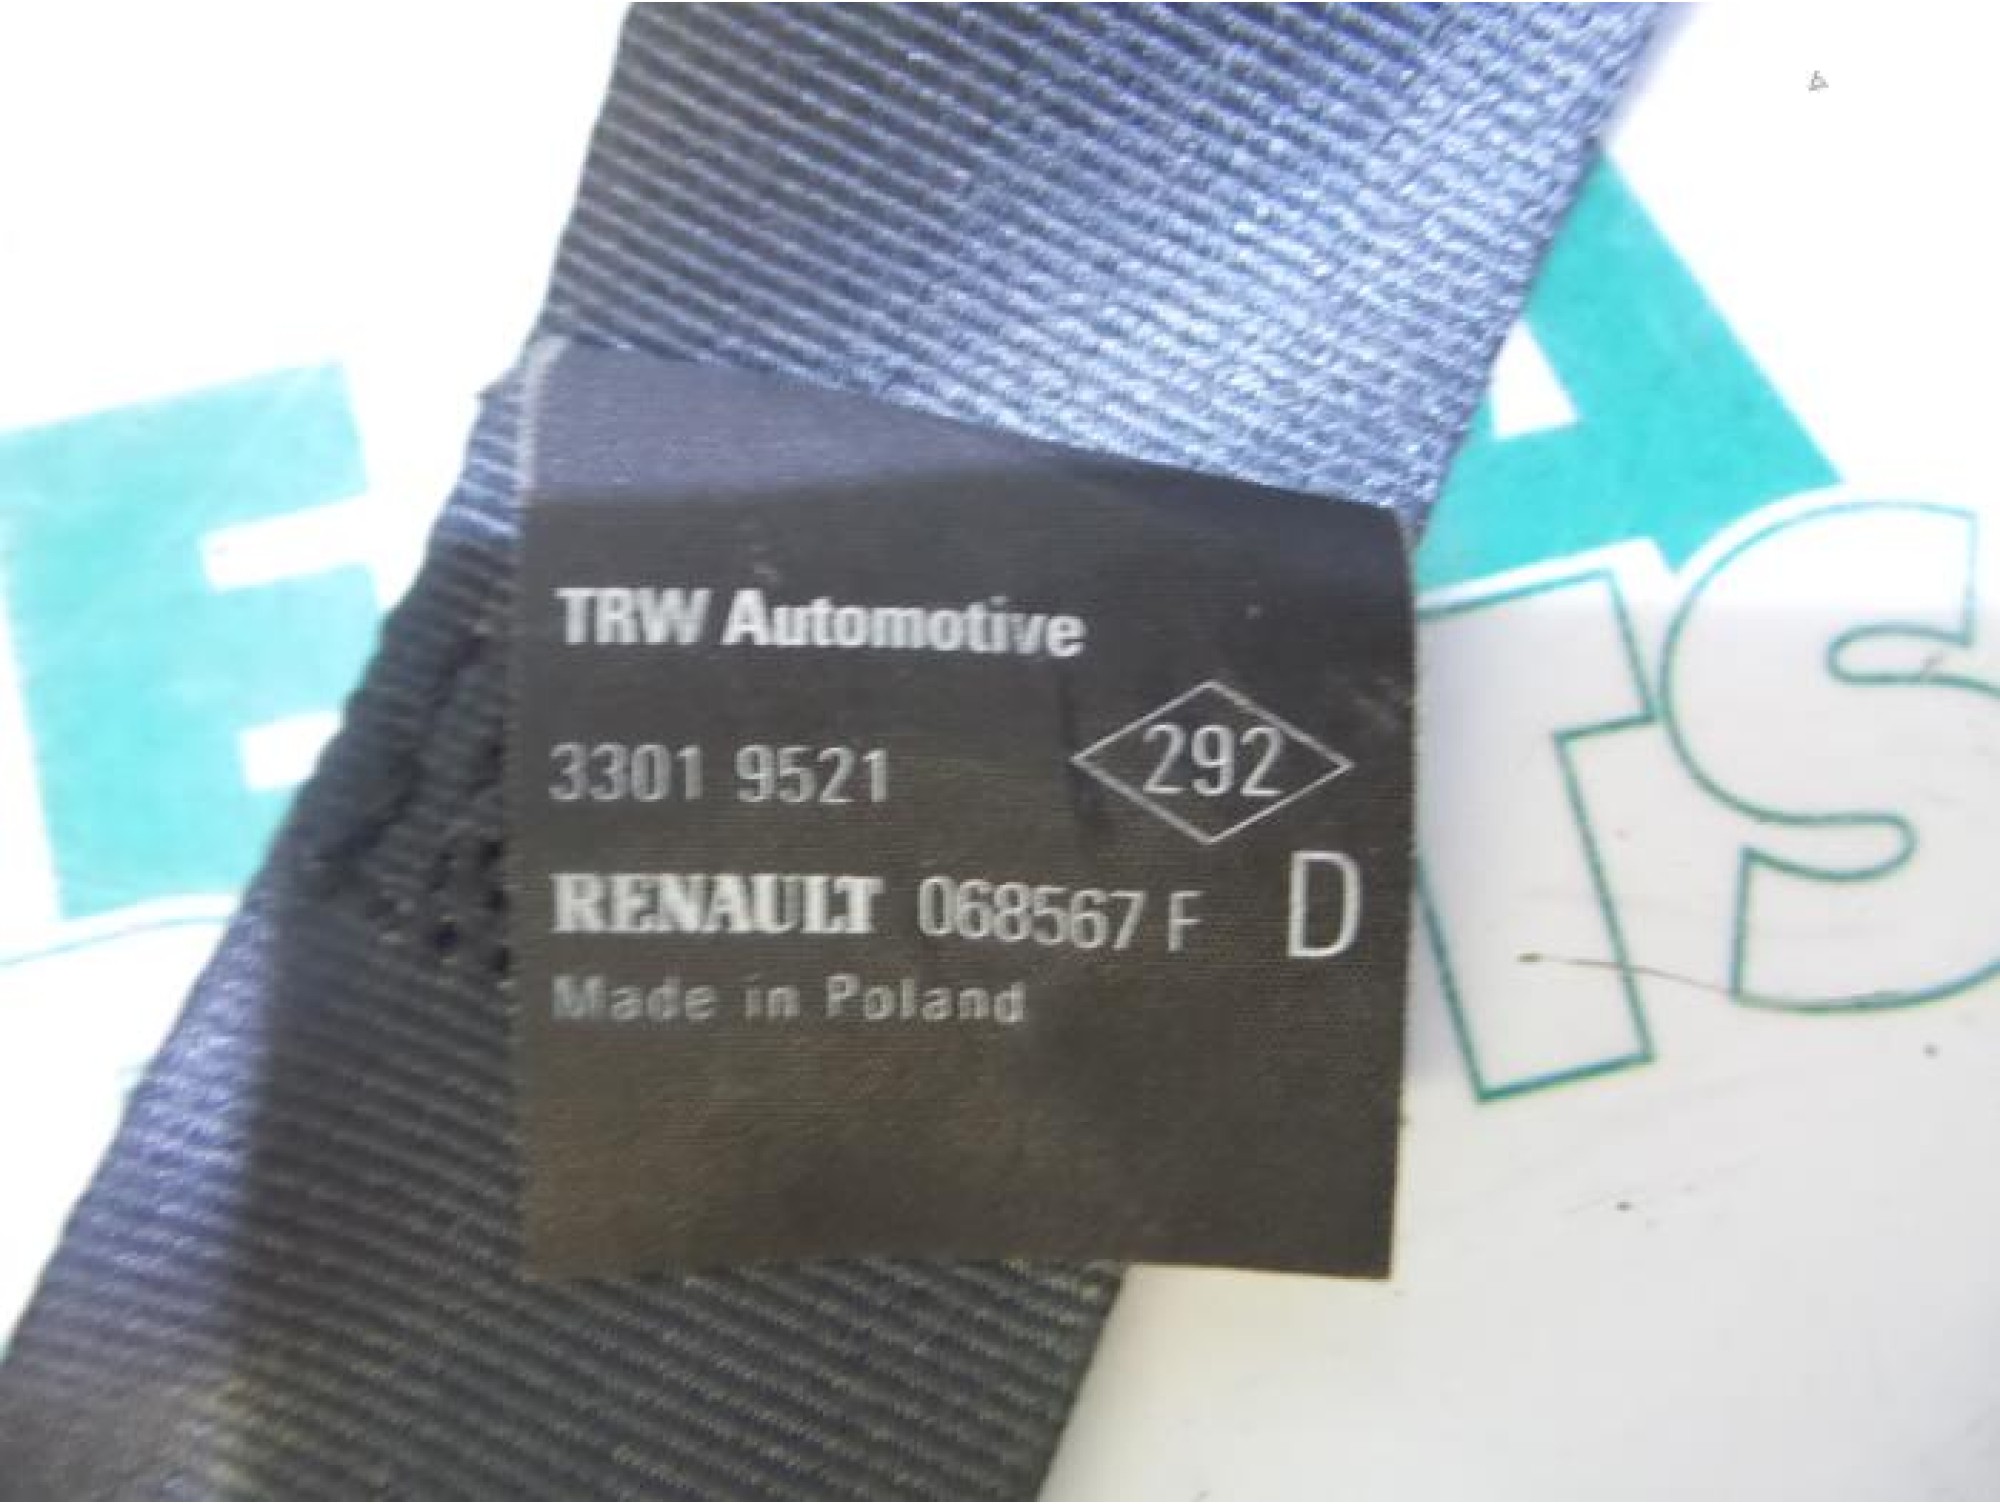 TRW Automotive
3301 9521
292
RENAULT 068567 F D
Made in Poland